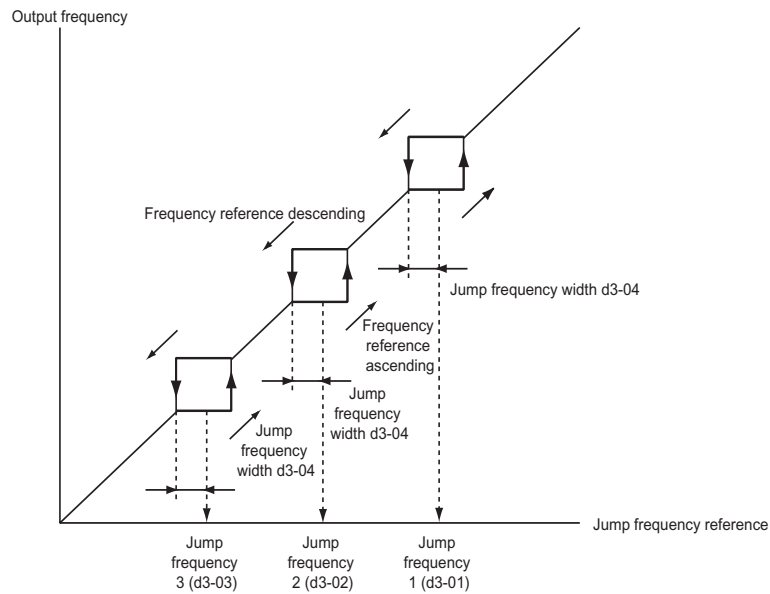 Output frequency
Frequency reference descending
Jump frequency width d3-04
Frequency
reference
ascending
Jump
frequency
width d3-04
Jump
frequency
width d3-04
Jump frequency reference
Jump
frequency
3 (d3-03)
Jump
frequency
2 (d3-02)
Jump
frequency
1 (d3-01)